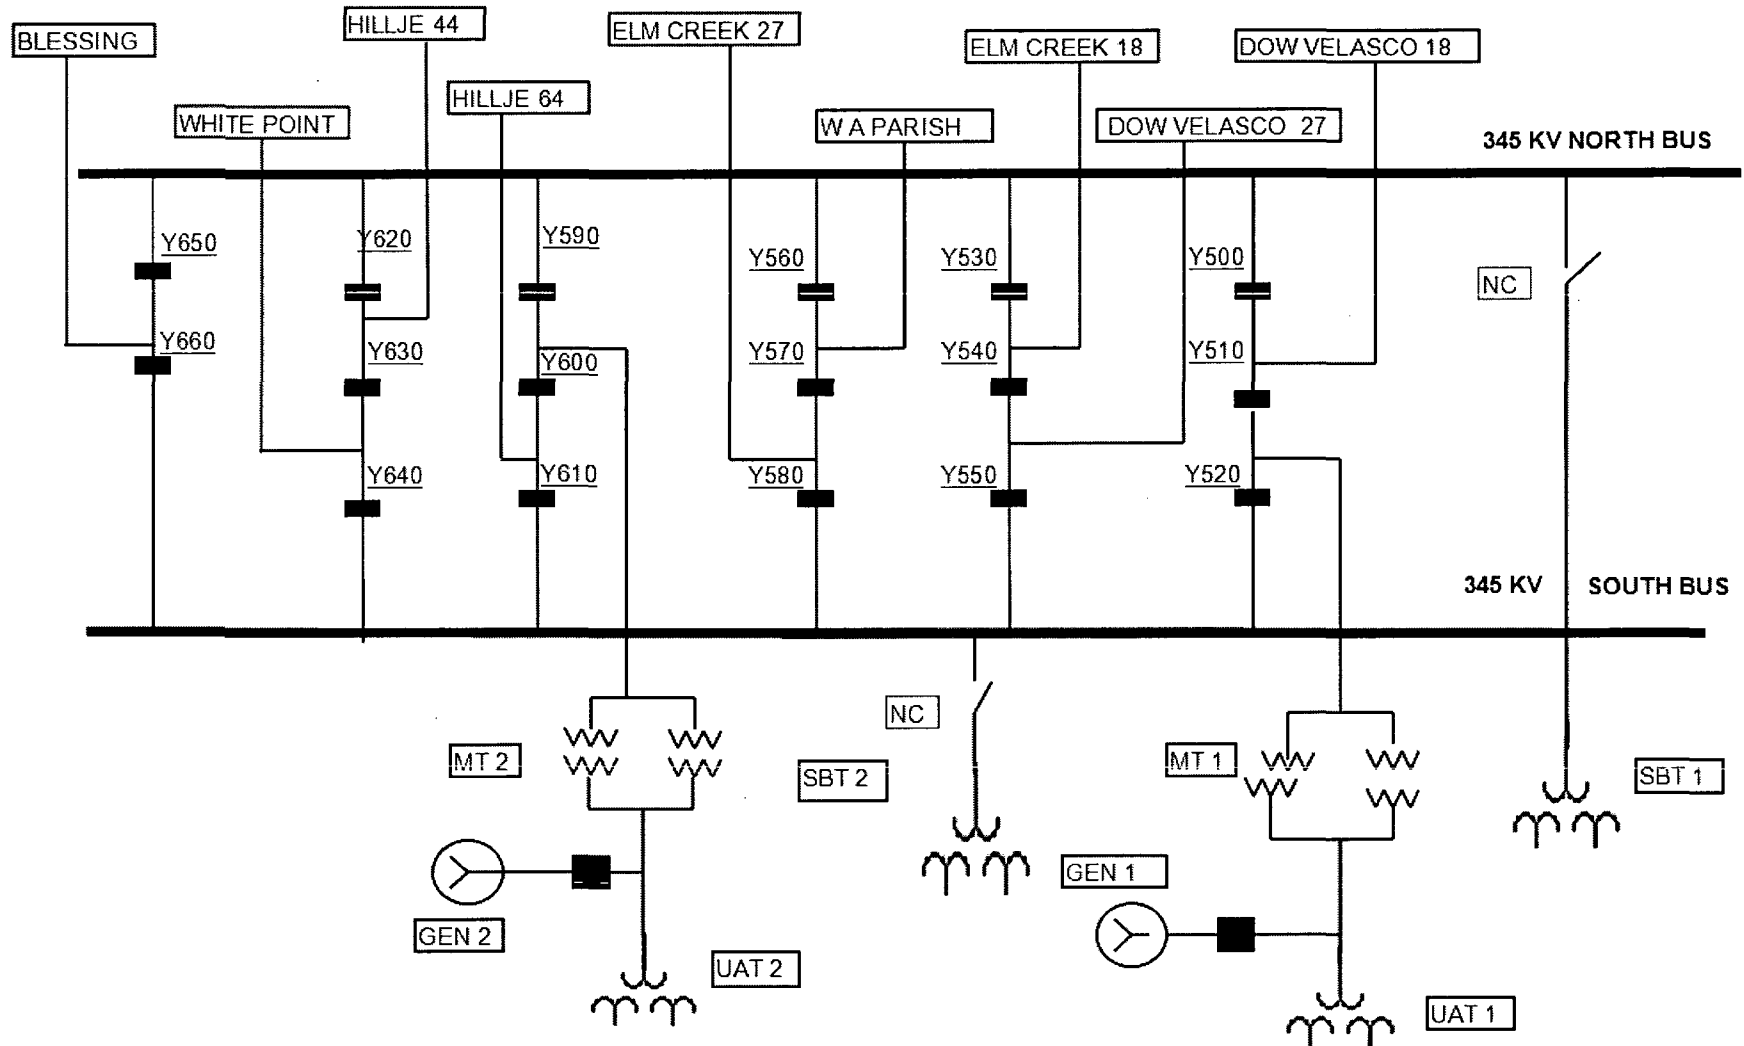 BLESSING
HILLJE 44
ELM CREEK 27
ELM CREEK 18
DOW VELASCO 18
HILLJE 64
WHITE POINT
W A PARISH
DOW VELASCO 27
345 KV NORTH BUS
Y650
Y620
Y590
Y560
Y530
Y500
NC
Y660
Y630
Y600
Y570
Y540
Y510
Y640
Y610
Y580
Y550
Y520
345 KV SOUTH BUS
NC
MT 2
SBT 2
MT 1
SBT 1
GEN 2
GEN 1
UAT 2
UAT 1